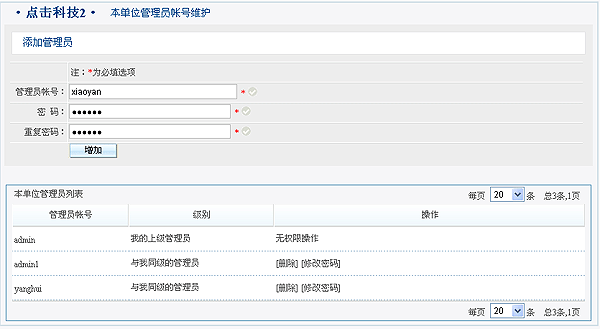 ·点击科技2· 本单位管理员帐号维护
添加管理员
注：*为必填选项
管理员帐号： xiaoyan *
密 码： ●●●●●● *
重复密码： ●●●●●● *
增加
本单位管理员列表 每页 20 条 总3条,1页
管理员帐号 级别 操作
admin 我的上级管理员 无权限操作
admin1 与我同级的管理员 [删除] [修改密码]
yanghui 与我同级的管理员 [删除] [修改密码]
每页 20 条 总3条,1页